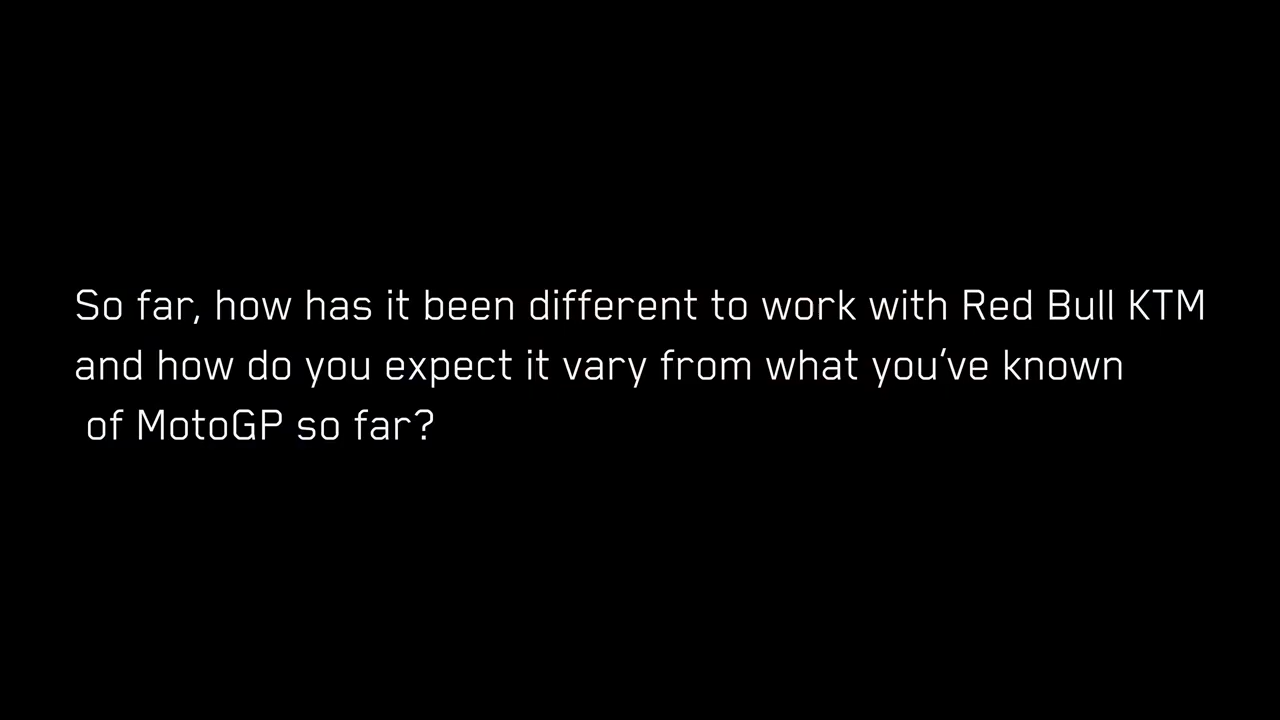 So far, how has it been different to work with Red Bull KTM
and how do you expect it vary from what you’ve known
of MotoGP so far?